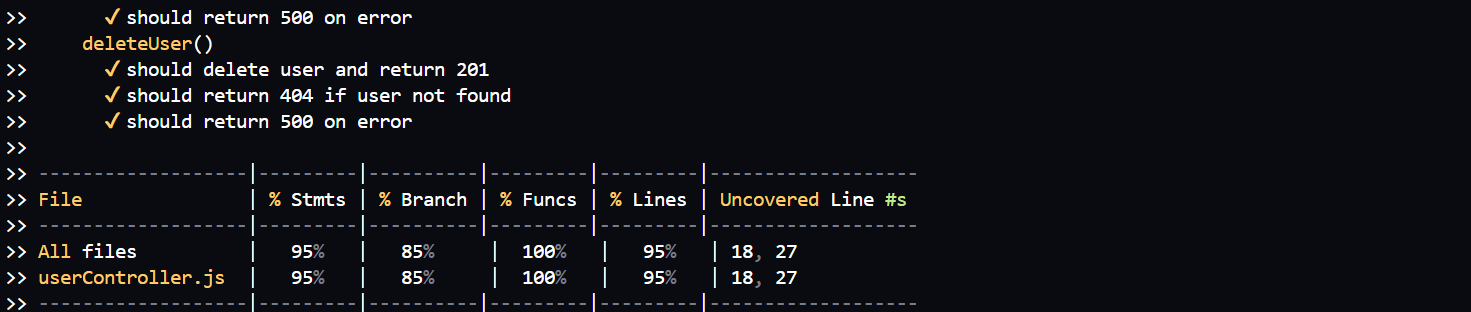 >>       ✓ should return 500 on error
>>     deleteUser()
>>       ✓ should delete user and return 201
>>       ✓ should return 404 if user not found
>>       ✓ should return 500 on error
>>
>> -------------------|---------|----------|---------|---------|-------------------
>> File               | % Stmts | % Branch | % Funcs | % Lines | Uncovered Line #s
>> -------------------|---------|----------|---------|---------|-------------------
>> All files          |   95%   |   85%     |  100%   |   95%   | 18, 27
>> userController.js  |   95%   |   85%     |  100%   |   95%   | 18, 27
>> -------------------|---------|----------|---------|---------|-------------------